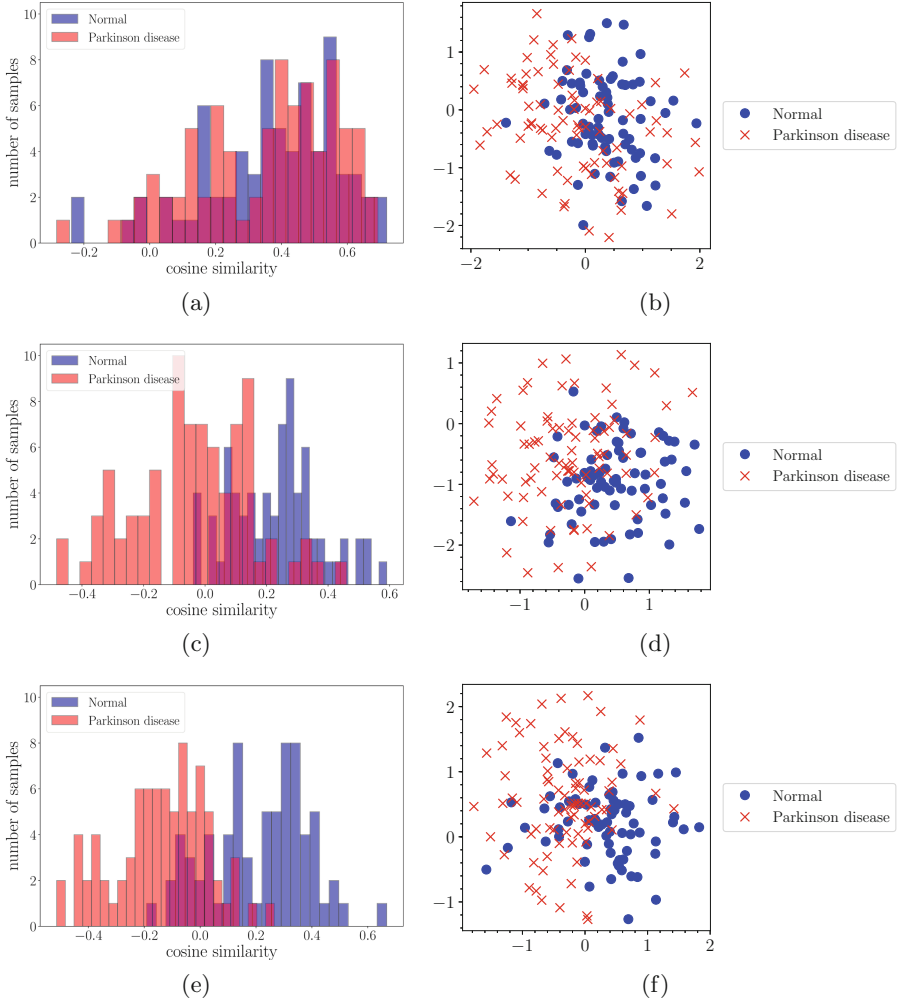 Normal
Parkinson disease
number of samples
10
8
6
4
2
0
−0.2 0.0 0.2 0.4 0.6
cosine similarity
(a)
1
0
−1
−2
−2 0 2
(b)
Normal
Parkinson disease
Normal
Parkinson disease
number of samples
10
8
6
4
2
0
−0.4 −0.2 0.0 0.2 0.4 0.6
cosine similarity
(c)
1
0
−1
−2
−1 0 1
(d)
Normal
Parkinson disease
Normal
Parkinson disease
number of samples
10
8
6
4
2
0
−0.4 −0.2 0.0 0.2 0.4 0.6
cosine similarity
(e)
2
1
0
−1
−1 0 1 2
(f)
Normal
Parkinson disease